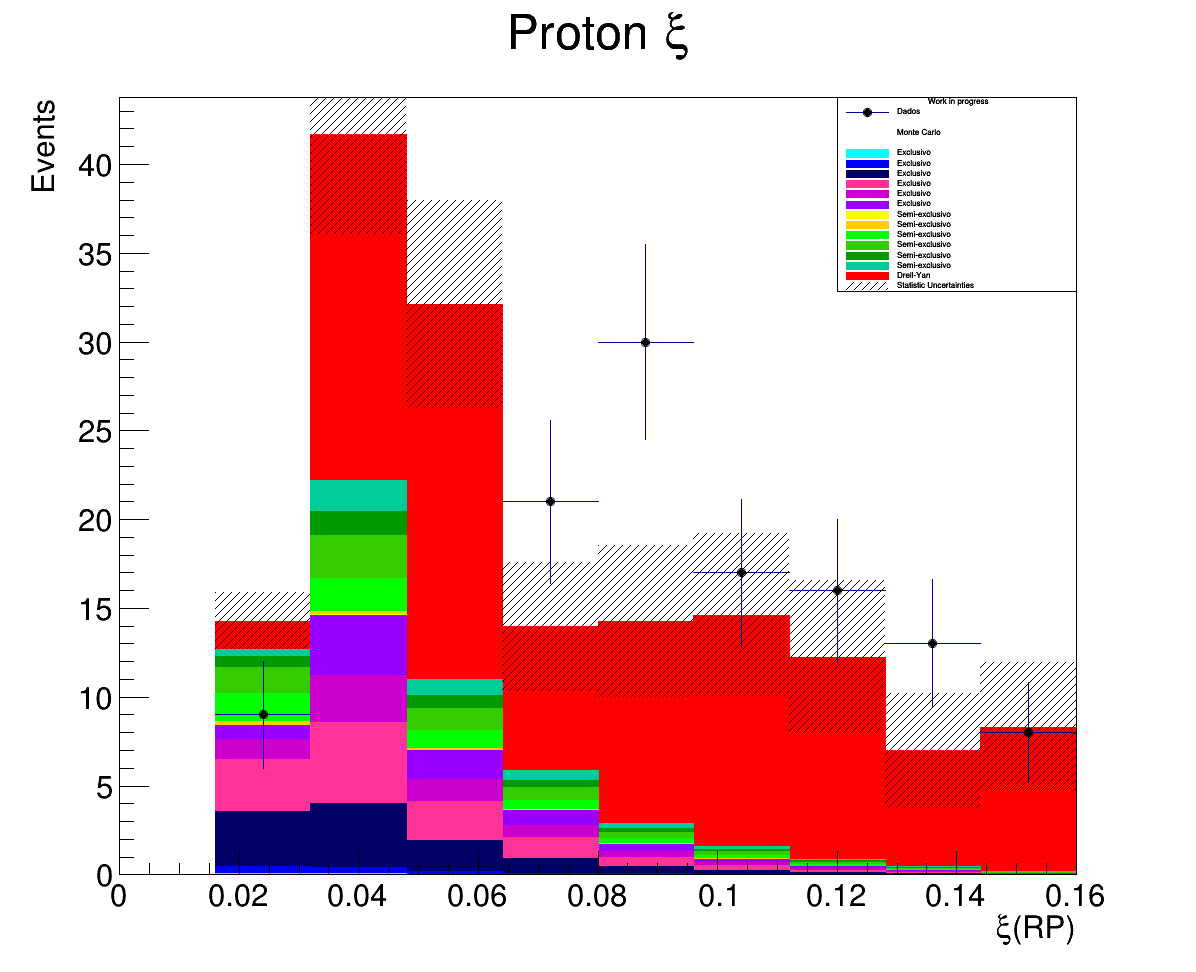 Proton ξ
Events
Work in progress
Dados
Monte Carlo
Exclusivo
Exclusivo
Exclusivo
Exclusivo
Exclusivo
Exclusivo
Semi-exclusivo
Semi-exclusivo
Semi-exclusivo
Semi-exclusivo
Semi-exclusivo
Semi-exclusivo
Drell-Yan
Statistic Uncertainties
40
35
30
25
20
15
10
5
0
0 0.02 0.04 0.06 0.08 0.1 0.12 0.14 0.16
ξ(RP)